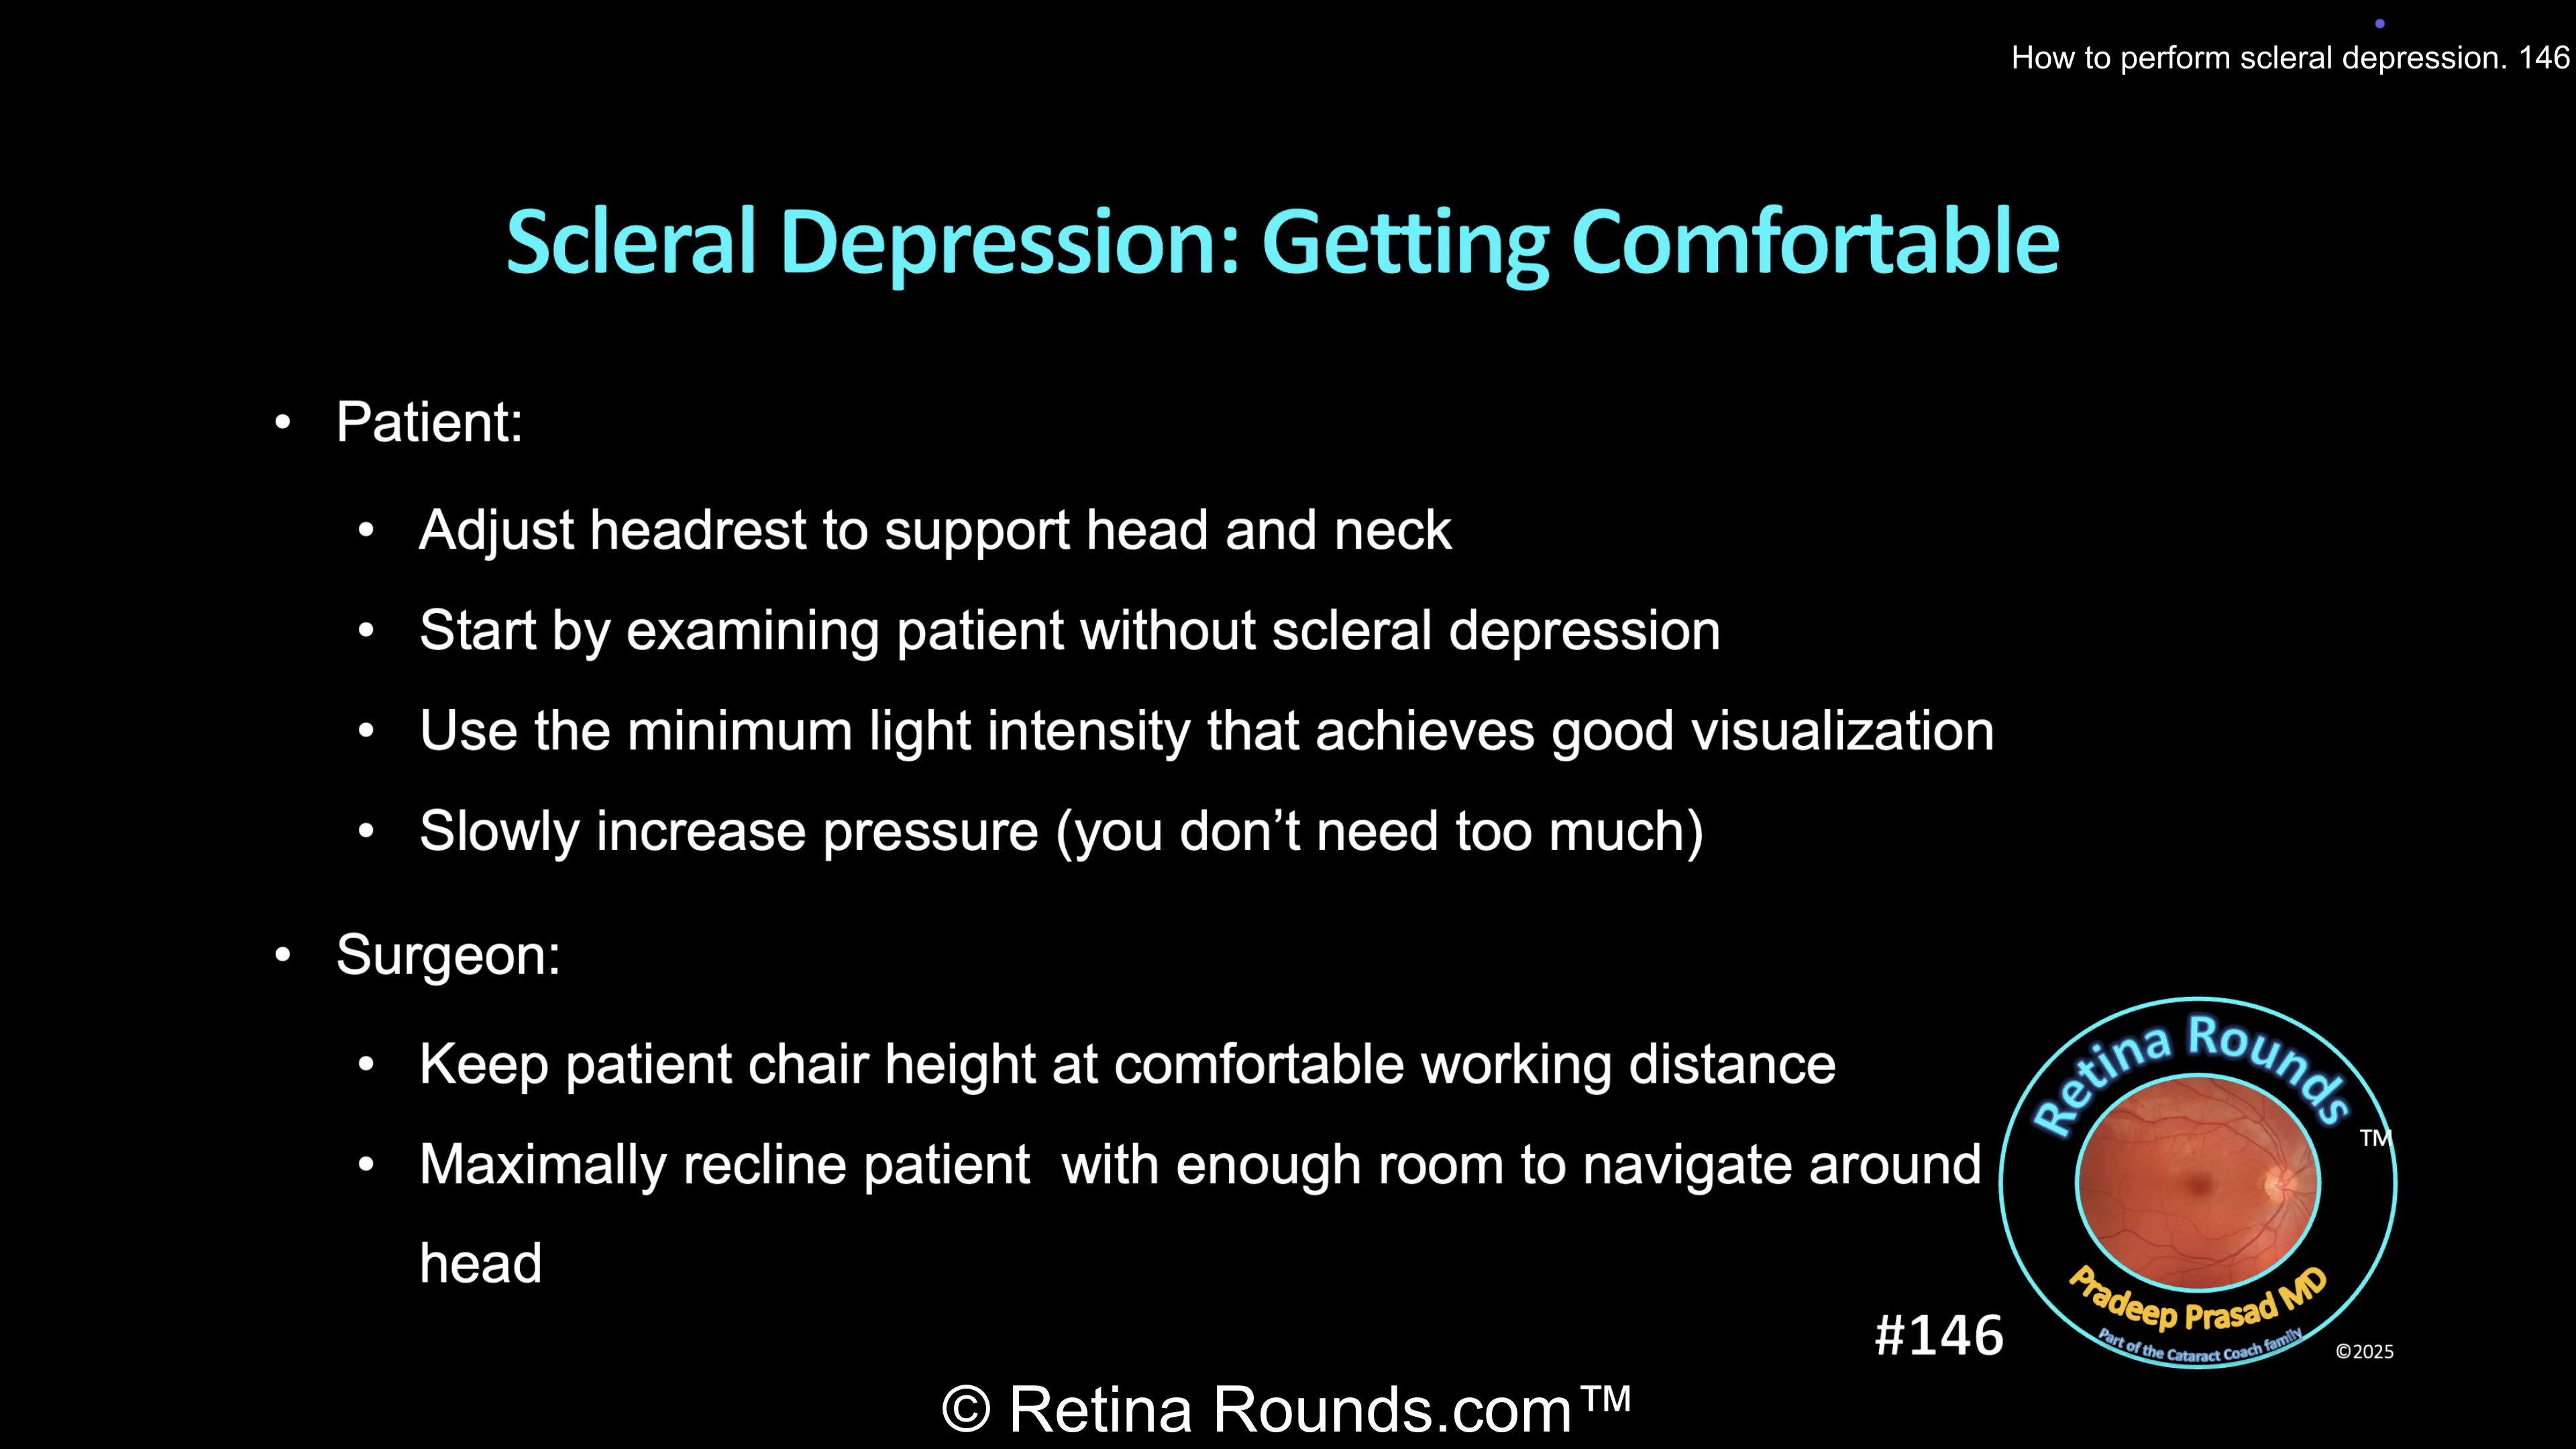 How to perform scleral depression. 146
Scleral Depression: Getting Comfortable
• Patient:
• Adjust headrest to support head and neck
• Start by examining patient without scleral depression
• Use the minimum light intensity that achieves good visualization
• Slowly increase pressure (you don’t need too much)
• Surgeon:
• Keep patient chair height at comfortable working distance
• Maximally recline patient  with enough room to navigate around
head
Retina Rounds
TM
Pradeep Prasad MD
Part of the Cataract Coach family
#146
©2025
© Retina Rounds.com™